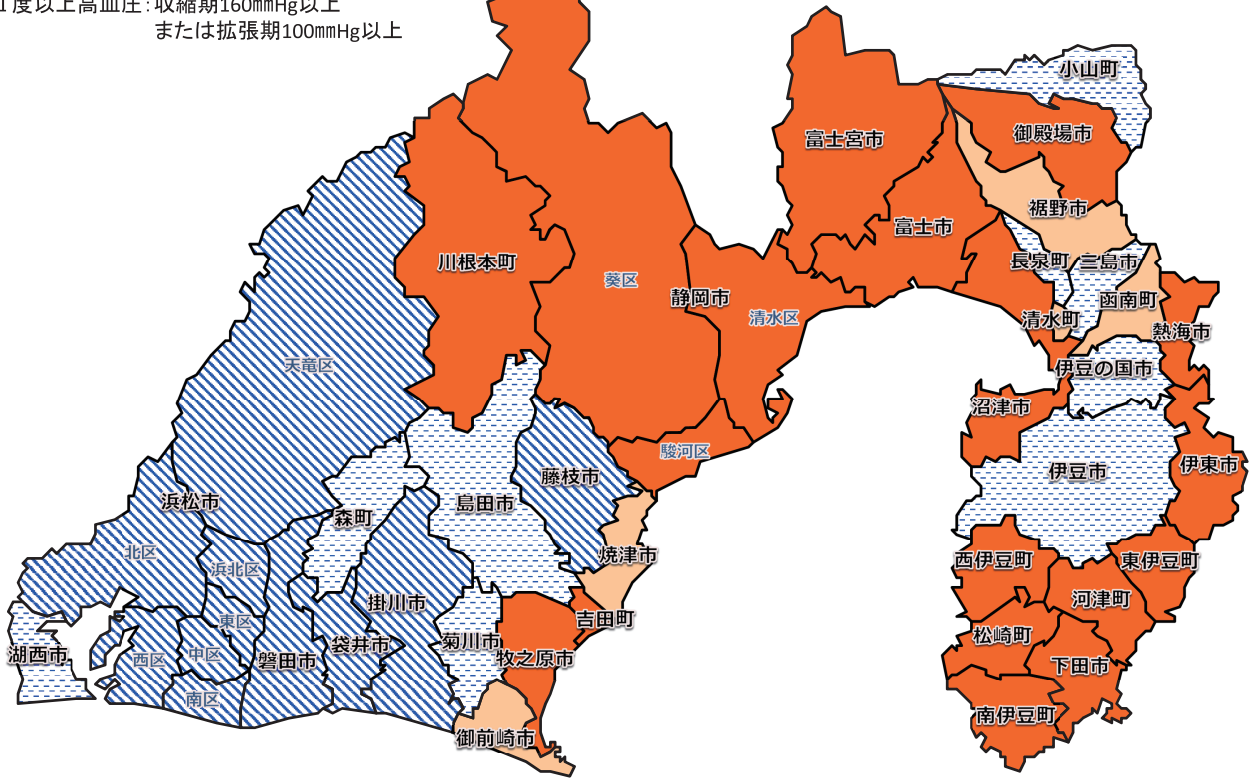 Ⅱ度以上高血圧：収縮期160mmHg以上
または拡張期100mmHg以上
小山町
御殿場市
富士宮市
裾野市
富士市
川根本町
長泉町
三島市
葵区
静岡市
函南町
清水区
清水町
熱海市
天竜区
伊豆の国市
沼津市
駿河区
伊豆市
伊東市
藤枝市
浜松市
島田市
森町
北区
焼津市
西伊豆町
東伊豆町
浜北区
掛川市
河津町
東区
吉田町
松崎町
菊川市
袋井市
湖西市
西区
中区
磐田市
牧之原市
下田市
南区
南伊豆町
御前崎市